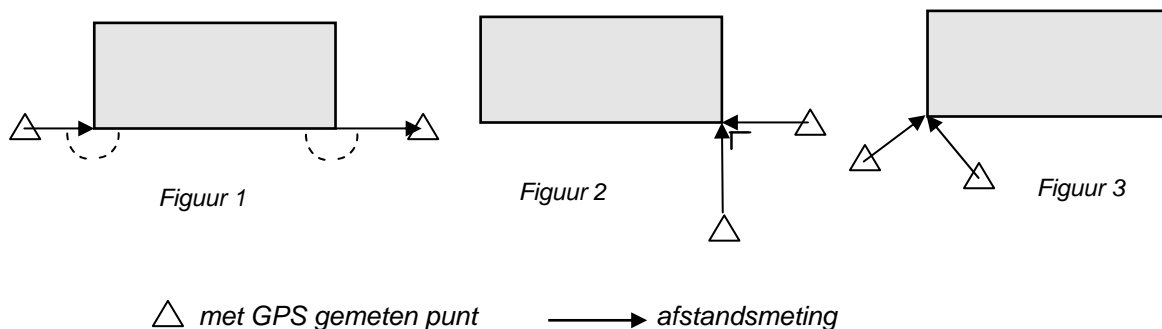 Figuur 1
Figuur 2
Figuur 3
met GPS gemeten punt
afstandsmeting